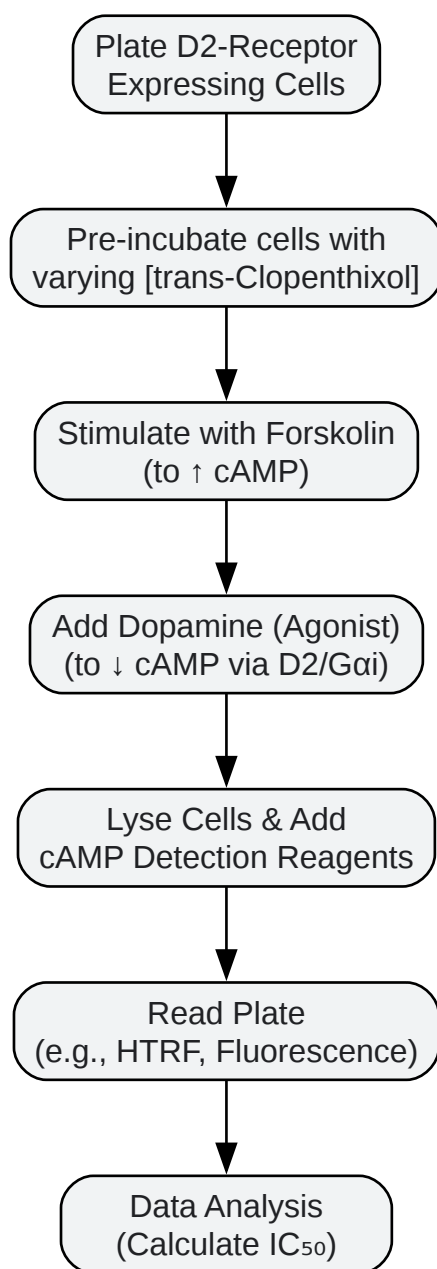 Plate D2-Receptor
Expressing Cells
Pre-incubate cells with
varying [trans-Clopenthixol]
Stimulate with Forskolin
(to ↑ cAMP)
Add Dopamine (Agonist)
(to ↓ cAMP via D2/Gαi)
Lyse Cells & Add
cAMP Detection Reagents
Read Plate
(e.g., HTRF, Fluorescence)
Data Analysis
(Calculate IC₅₀)